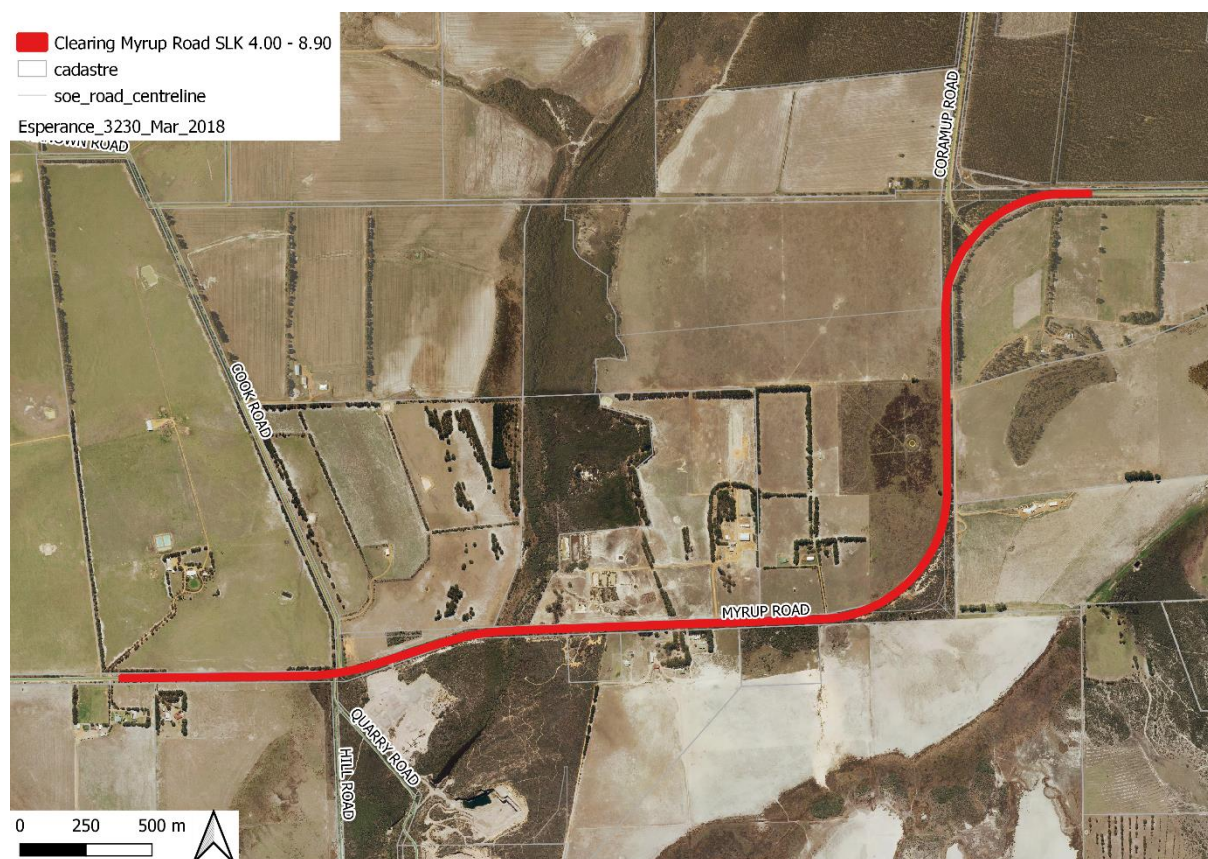 Clearing Myrup Road SLK 4.00 - 8.90
cadastre
soe_road_centreline
Esperance_3230_Mar_2018
ROAD
CORAMUP ROAD
COOK ROAD
MYRUP ROAD
QUARRY ROAD
HILL ROAD
0 250 500 m